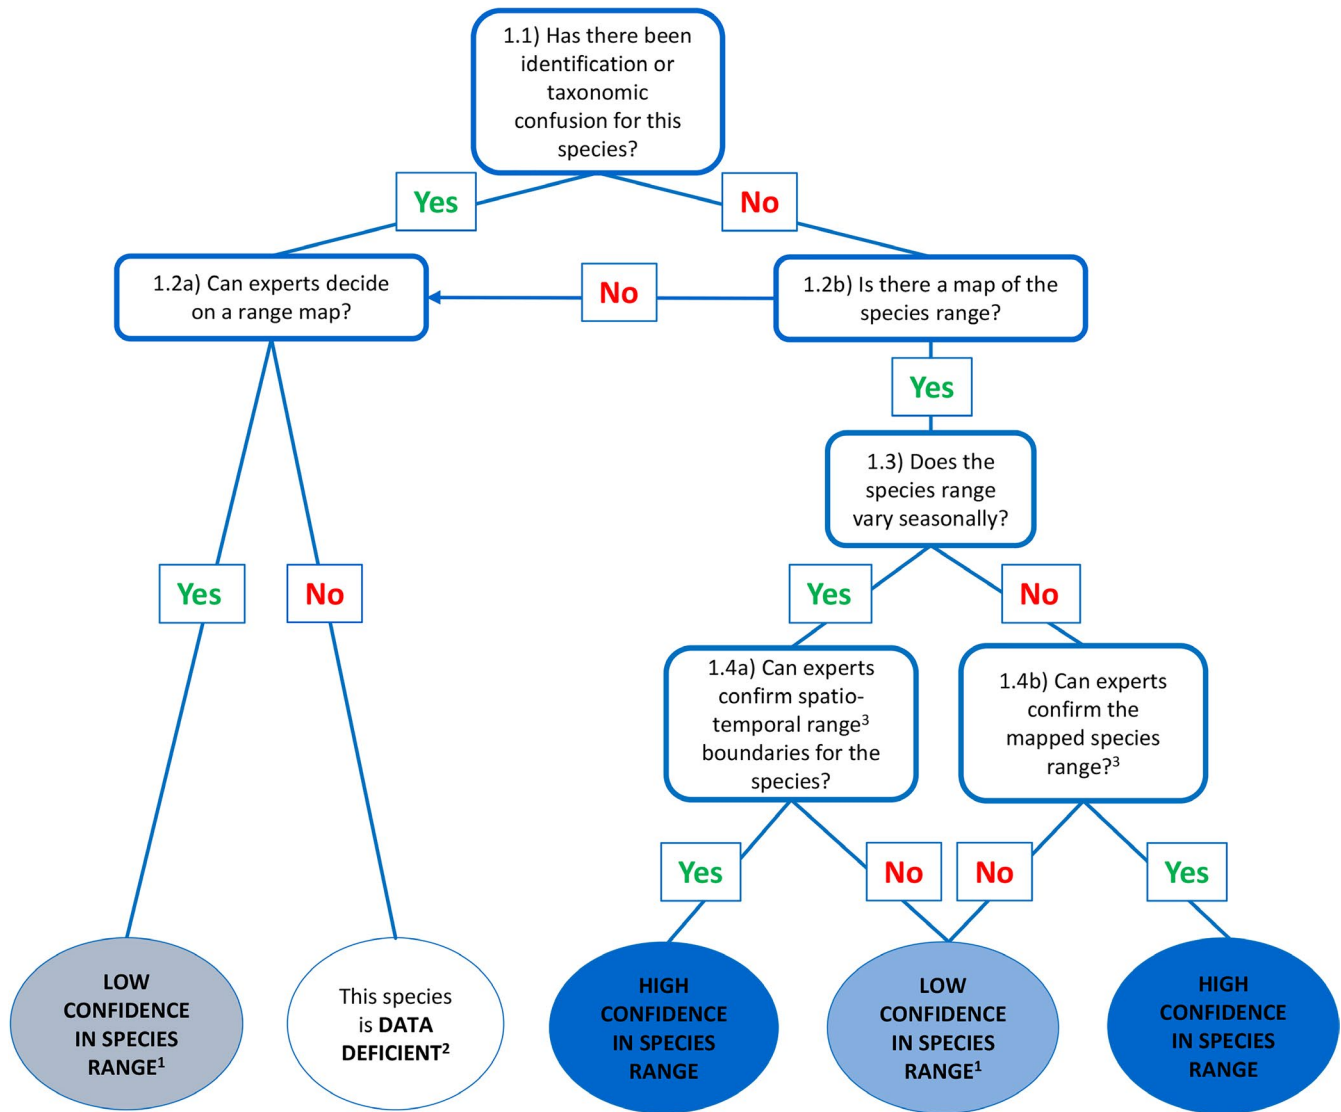 1.1) Has there been
identification or
taxonomic
confusion for this
species?
Yes
No
1.2a) Can experts decide
on a range map?
No
1.2b) Is there a map of the
species range?
Yes
1.3) Does the
species range
vary seasonally?
Yes
No
Yes
No
1.4a) Can experts
confirm spatio-
temporal range³
boundaries for the
species?
1.4b) Can experts
confirm the
mapped species
range?³
Yes
No
No
Yes
LOW
CONFIDENCE
IN SPECIES
RANGE¹
This species
is DATA
DEFICIENT²
HIGH
CONFIDENCE
IN SPECIES
RANGE
LOW
CONFIDENCE
IN SPECIES
RANGE¹
HIGH
CONFIDENCE
IN SPECIES
RANGE